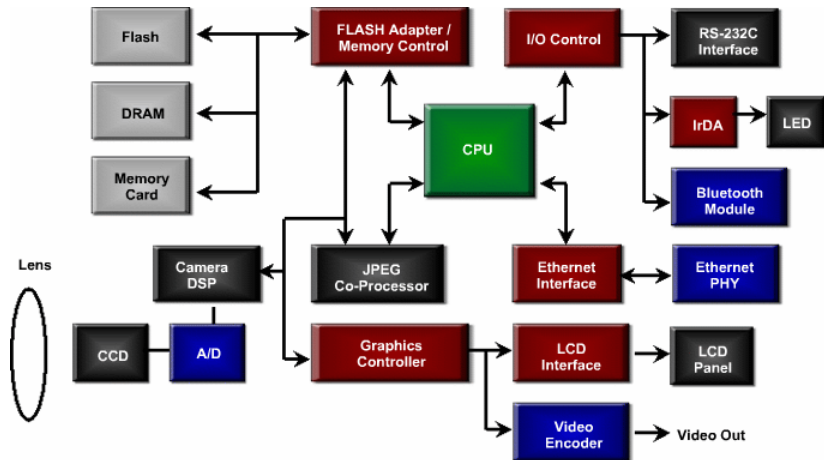 Flash
FLASH Adapter /
Memory Control
I/O Control
RS-232C
Interface
DRAM
CPU
IrDA
LED
Memory
Card
Bluetooth
Module
Lens
Camera
DSP
JPEG
Co-Processor
Ethernet
Interface
Ethernet
PHY
CCD
A/D
Graphics
Controller
LCD
Interface
LCD
Panel
Video
Encoder
Video Out